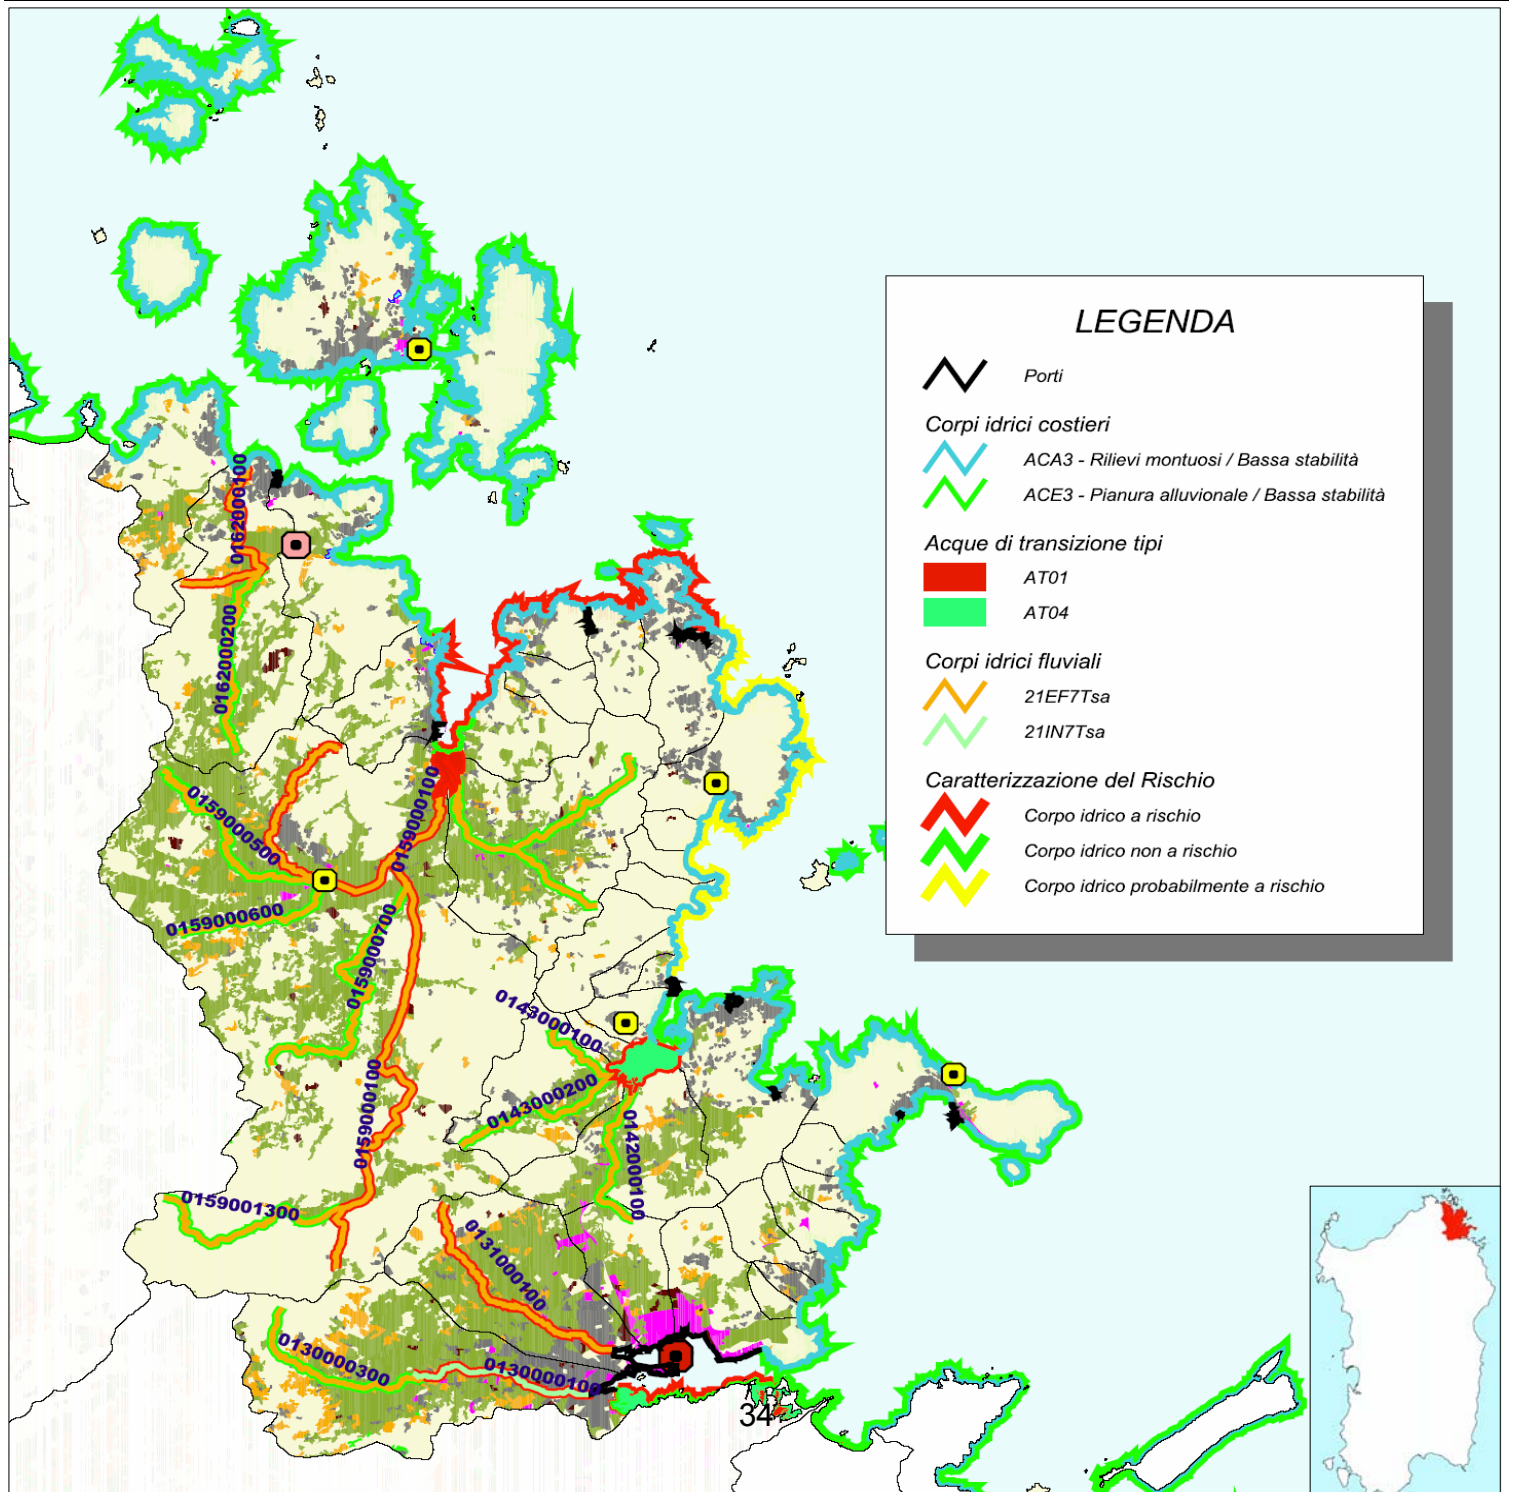 LEGENDA
Porti
Corpi idrici costieri
ACA3 - Rilievi montuosi / Bassa stabilità
ACE3 - Pianura alluvionale / Bassa stabilità
Acque di transizione tipi
AT01
AT04
Corpi idrici fluviali
21EF7Tsa
21IN7Tsa
Caratterizzazione del Rischio
Corpo idrico a rischio
Corpo idrico non a rischio
Corpo idrico probabilmente a rischio
0162000100
0162000200
0159000500
0159000100
0159000600
0159000700
0143000100
0143000200
0159000100
0142000100
0159001300
0131000100
0130000300
0130000100
34